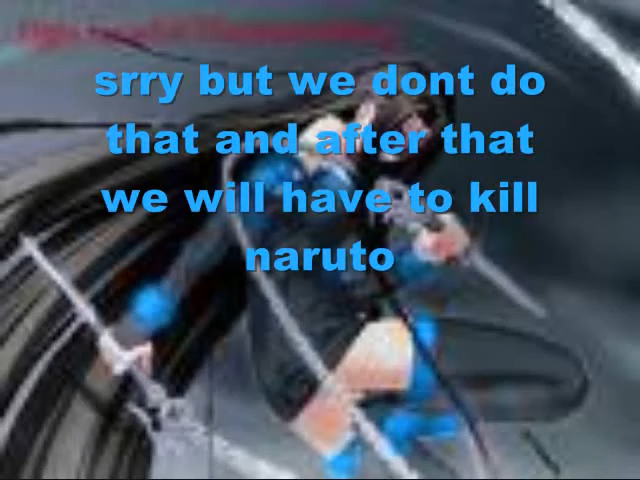 srry but we dont do
that and after that
we will have to kill
naruto